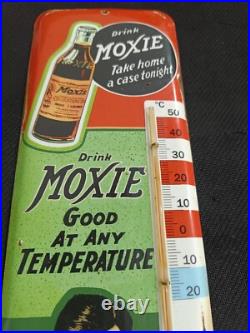 Drink
MOXIE
Take home
a case tonight
Moxie
Drink
MOXIE
GOOD
AT ANY
TEMPERATURE
°C
50
40
30
20
10
0
10
20